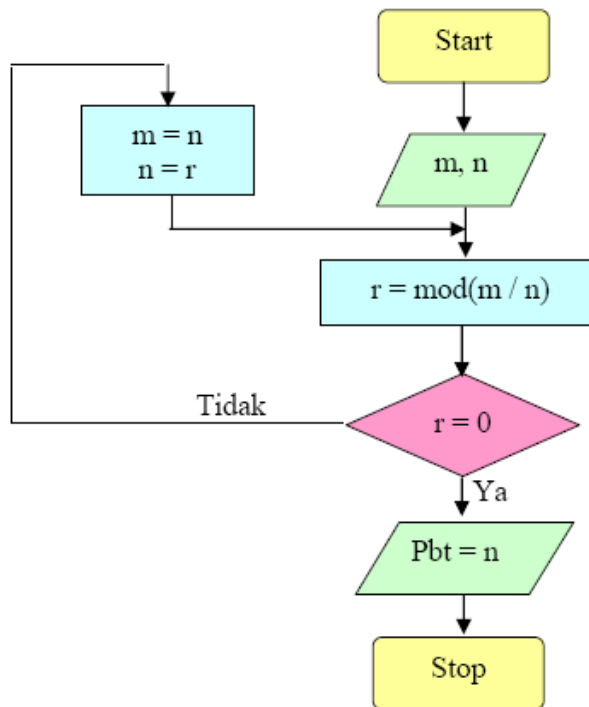 Start
m, n
m = n
n = r
r = mod(m / n)
r = 0
Tidak
Ya
Pbt = n
Stop